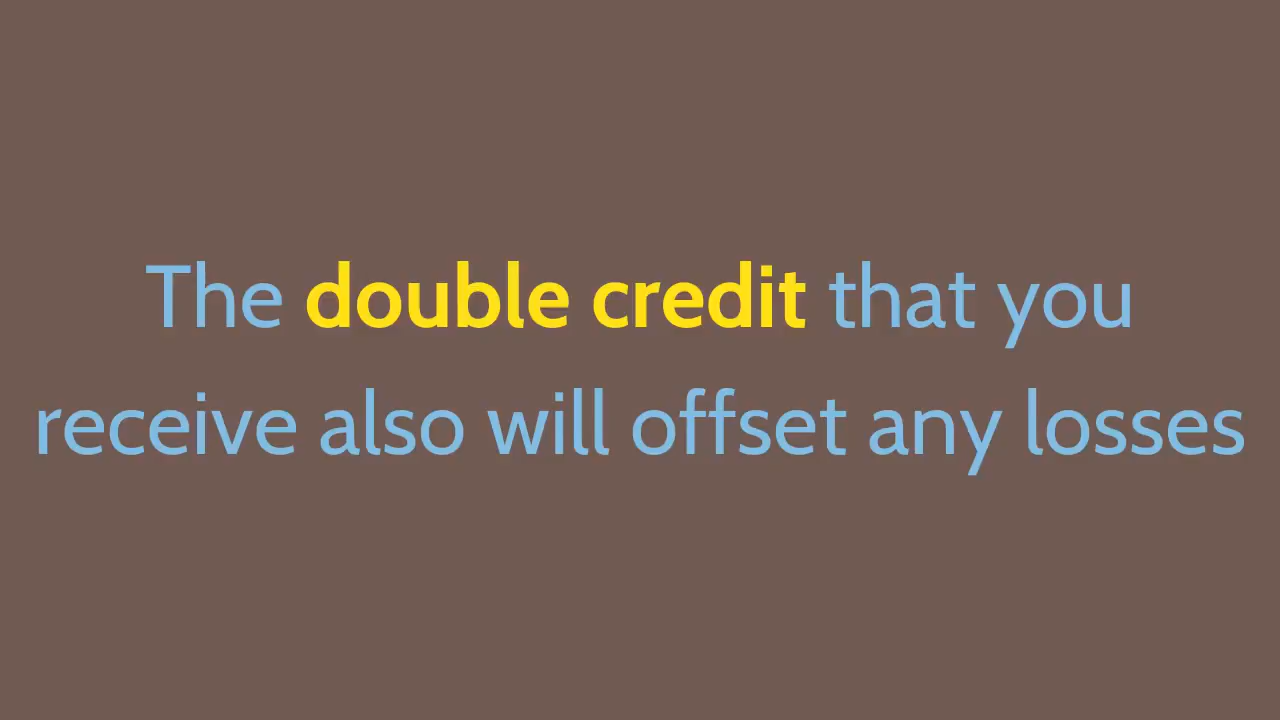 The double credit that you
receive also will offset any losses